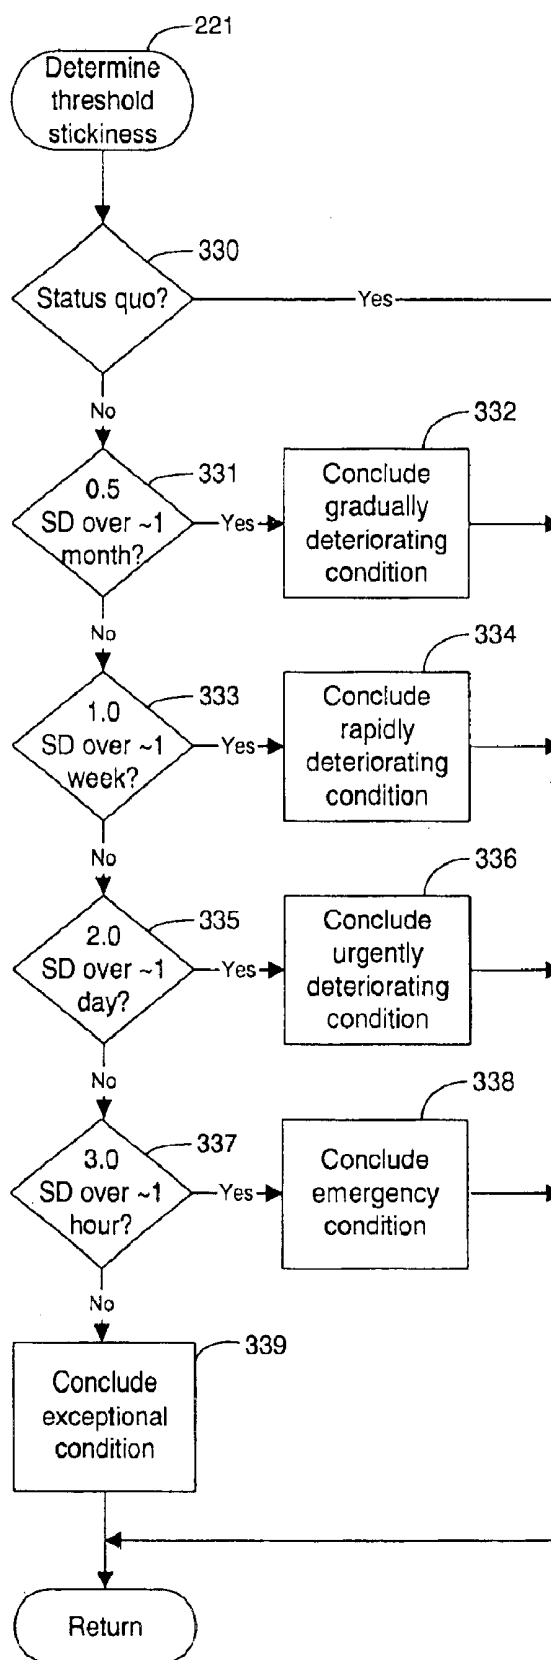 221
Determine
threshold
stickiness
330
Status quo?
Yes
No
331
0.5
SD over ~1
month?
Yes
332
Conclude
gradually
deteriorating
condition
No
333
1.0
SD over ~1
week?
Yes
334
Conclude
rapidly
deteriorating
condition
No
335
2.0
SD over ~1
day?
Yes
336
Conclude
urgently
deteriorating
condition
No
337
3.0
SD over ~1
hour?
Yes
338
Conclude
emergency
condition
No
339
Conclude
exceptional
condition
Return